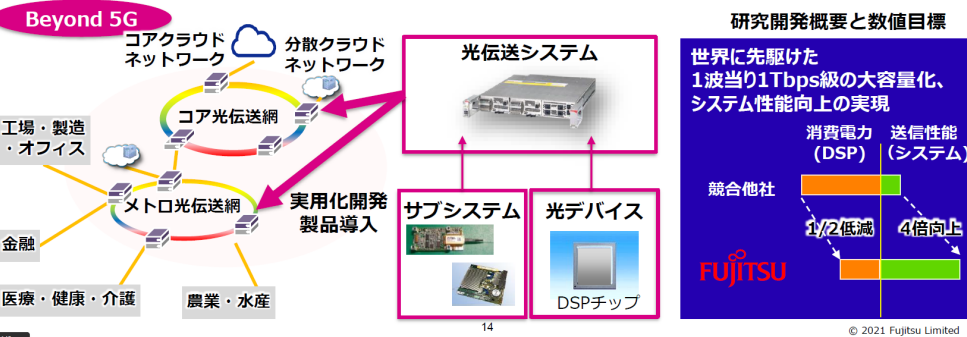 Beyond 5G
コアクラウド
ネットワーク
分散クラウド
ネットワーク
コア光伝送網
工場・製造
・オフィス
メトロ光伝送網
金融
医療・健康・介護
農業・水産
実用化開発
製品導入
光伝送システム
サブシステム
光デバイス
DSPチップ
14
研究開発概要と数値目標
世界に先駆けた
1波当り1Tbps級の大容量化、
システム性能向上の実現
消費電力
(DSP)
送信性能
(システム)
競合他社
1/2低減
4倍向上
FUJITSU
© 2021 Fujitsu Limited